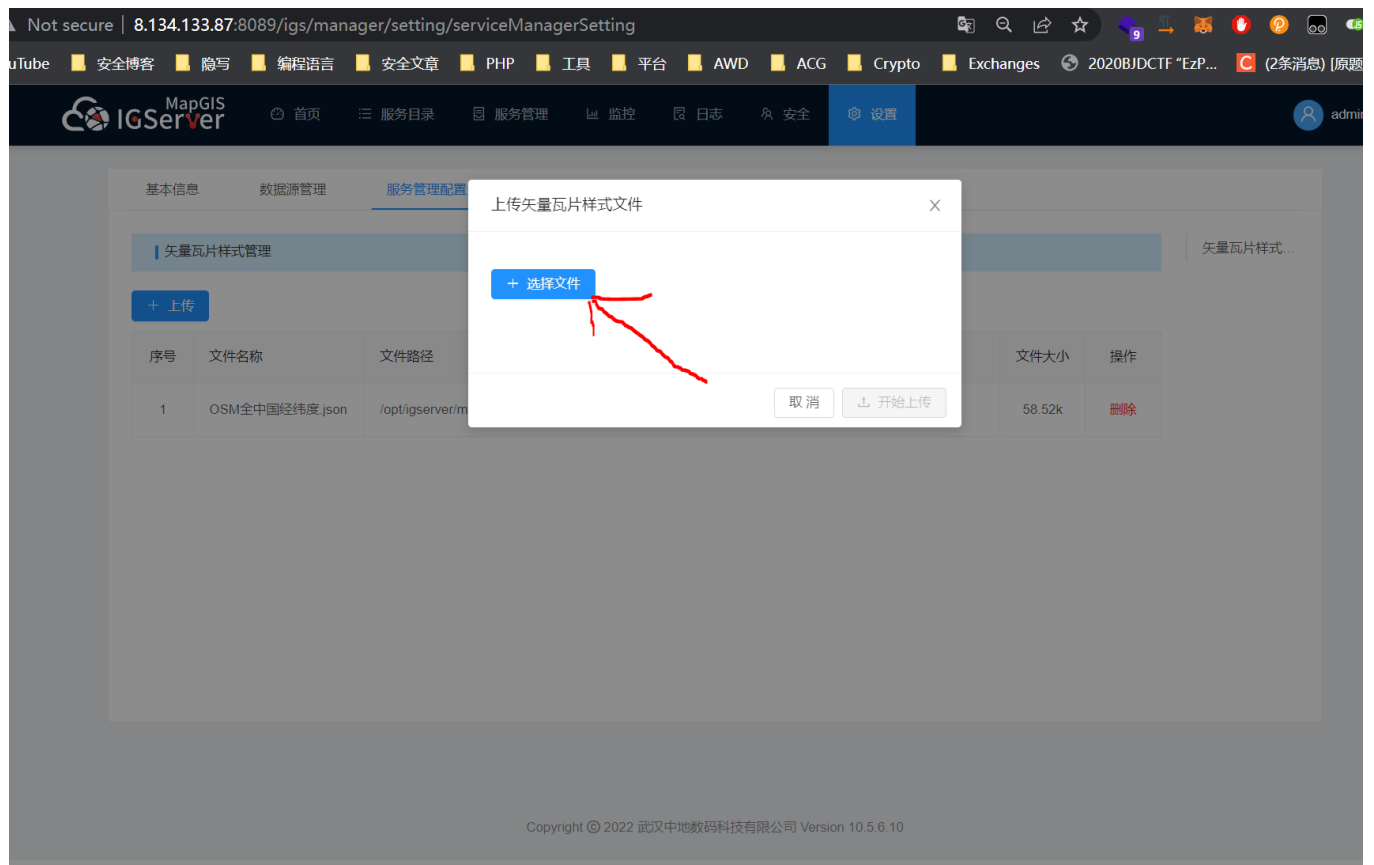 Not secure | 8.134.133.87:8089/igs/manager/setting/serviceManagerSetting
9
uTube 安全博客 隐写 编程语言 安全文章 PHP 工具 平台 AWD ACG Crypto Exchanges 2020BJDCTF “EzP... C (2条消息) [原题
MapGIS
IGServer 首页 服务目录 服务管理 监控 日志 安全 设置 admin
基本信息 数据源管理 服务管理配置
上传矢量瓦片样式文件
矢量瓦片样式管理
矢量瓦片样式...
+ 选择文件
+ 上传
序号 文件名称 文件路径 文件大小 操作
取 消 开始上传
1 OSM全中国经纬度.json /opt/igserver/m 58.52k 删除
Copyright © 2022 武汉中地数码科技有限公司 Version 10.5.6.10